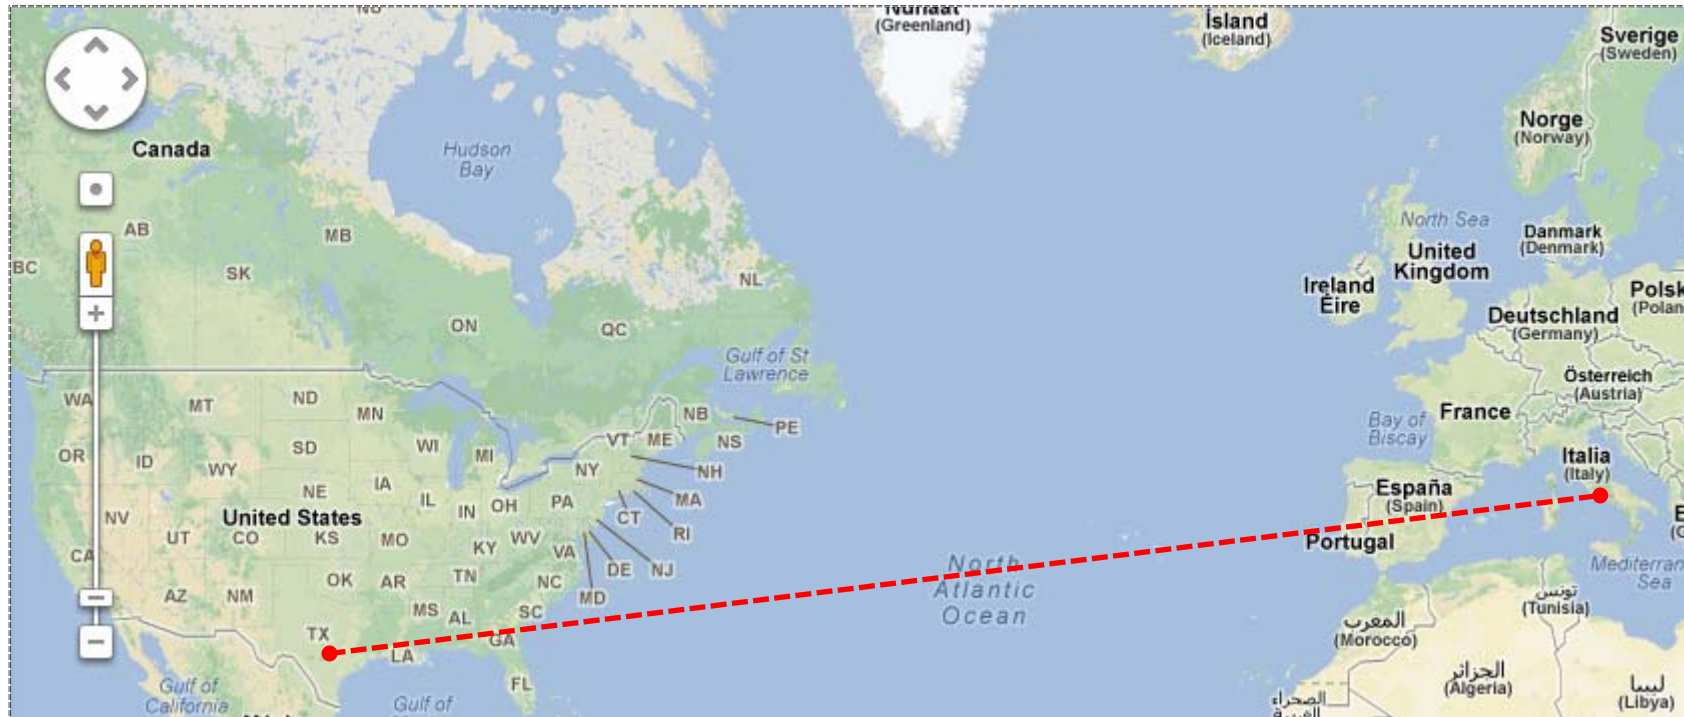 Nunaat
(Greenland)
Ísland
(Iceland)
Sverige
(Sweden)
Norge
(Norway)
Canada
Hudson
Bay
AB
MB
BC
SK
NL
ON
QC
North Sea
Danmark
(Denmark)
United
Kingdom
Ireland
Éire
Deutschland
(Germany)
Gulf of St
Lawrence
Österreich
(Austria)
France
Bay of
Biscay
WA
MT
ND
MN
NB
PE
OR
ID
WY
SD
WI
MI
VT
ME
NS
NY
NH
Italia
(Italy)
España
(Spain)
NE
IA
IL
IN
OH
PA
MA
NV
United States
CT
RI
UT
CO
KS
MO
KY
WV
VA
Portugal
CA
DE
NJ
OK
AR
TN
NC
MD
North
Atlantic
Ocean
Sea
تونس
(Tunisia)
AZ
NM
MS
AL
SC
المغرب
(Morocco)
TX
LA
GA
FL
الجزائر
(Algeria)
ليبيا
(Libya)
Gulf of
California
Gulf of
الصحراء